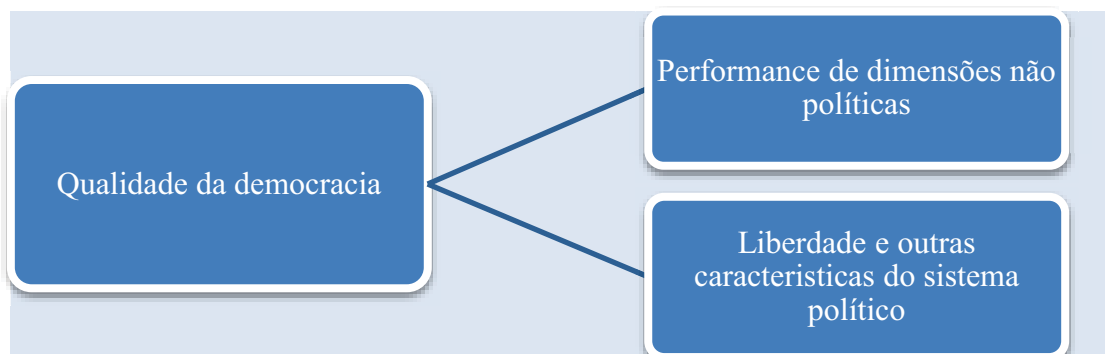 Performance de dimensões não
políticas
Qualidade da democracia
Liberdade e outras
caracteristicas do sistema
político